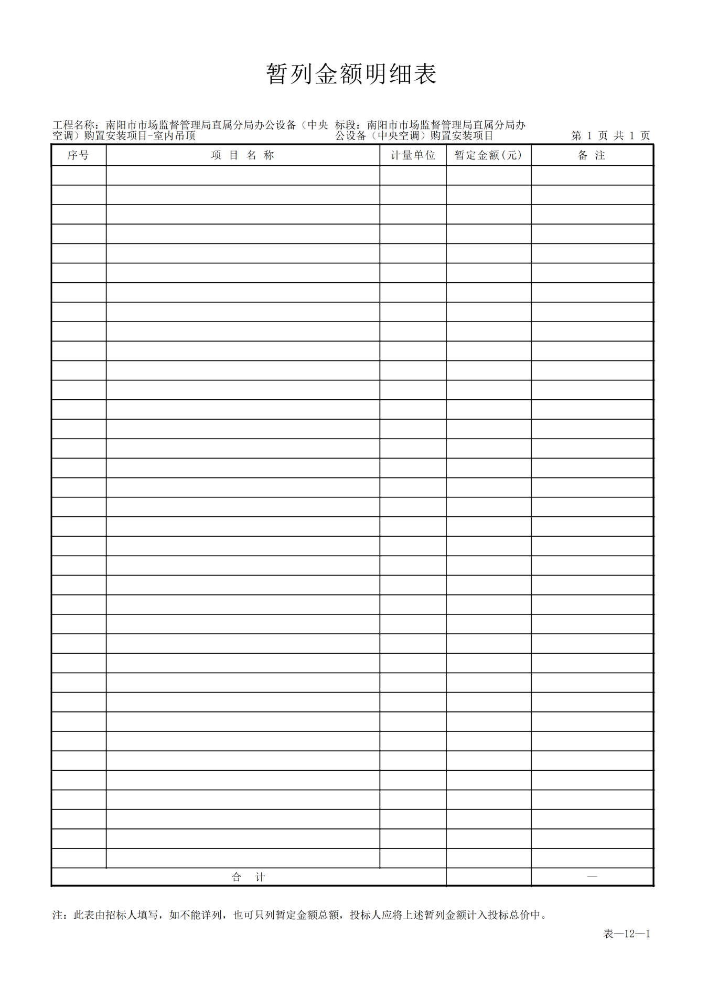 暂列金额明细表
工程名称：南阳市市场监督管理局直属分局办公设备（中央
空调）购置安装项目-室内吊顶
标段：南阳市市场监督管理局直属分局办
公设备（中央空调）购置安装项目
第 1 页 共 1 页
序号 项 目 名 称 计量单位 暂定金额(元) 备 注
合 计 —
注：此表由招标人填写，如不能详列，也可只列暂定金额总额，投标人应将上述暂列金额计入投标总价中。
表—12—1